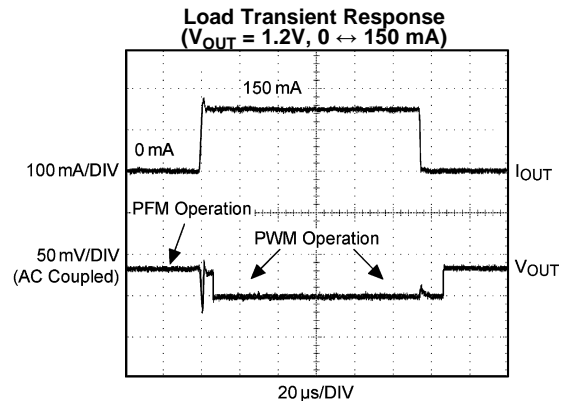 Load Transient Response
(VOUT = 1.2V, 0 ↔ 150 mA)
150 mA
0 mA
100 mA/DIV
IOUT
PFM Operation
PWM Operation
50 mV/DIV
(AC Coupled)
VOUT
20 µs/DIV